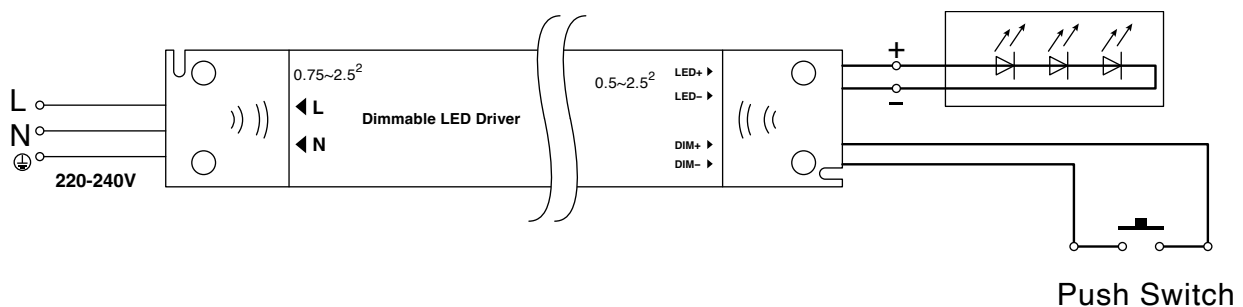 L
N
220-240V
0.75~2.5²
L
N
Dimmable LED Driver
0.5~2.5²
LED+
LED−
DIM+
DIM−
+
−
Push Switch